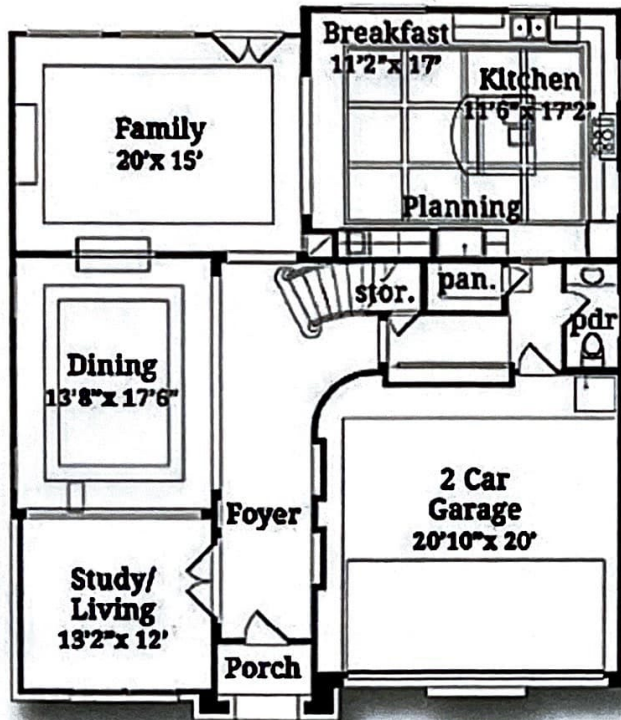 Breakfast
11'2"x 17'
Kitchen
11'6"x 17'2"
Family
20'x 15'
Planning
stor.
pan.
pdr
Dining
13'8"x 17'6"
Foyer
2 Car
Garage
20'10"x 20'
Study/
Living
13'2"x 12'
Porch